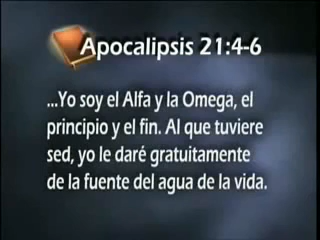 Apocalipsis 21:4-6
...Yo soy el Alfa y la Omega, el
principio y el fin. Al que tuviere
sed, yo le daré gratuitamente
de la fuente del agua de la vida.